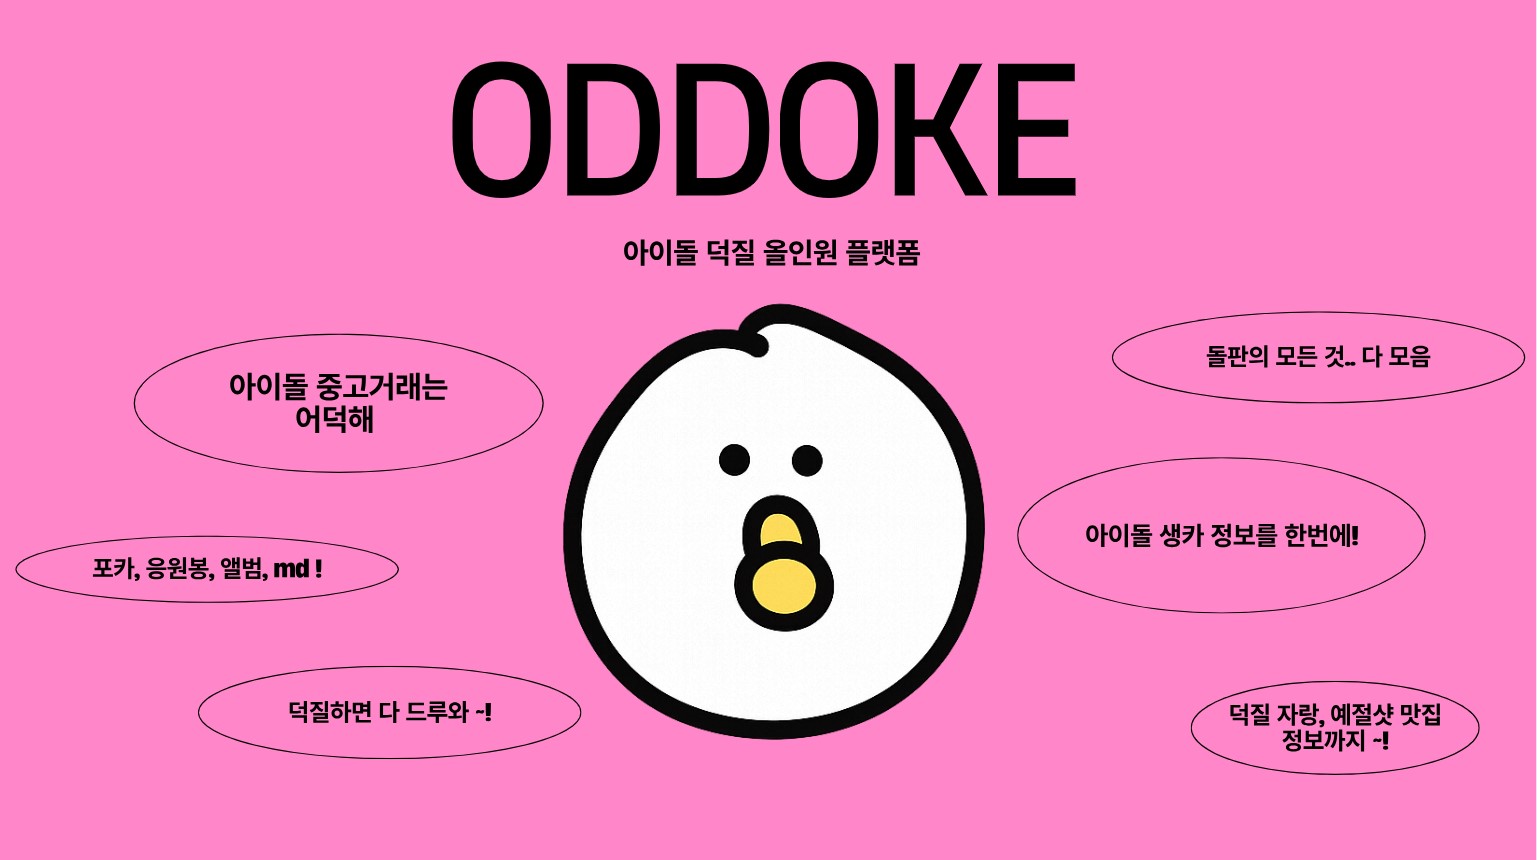 ODDOKE
아이돌 덕질 올인원 플랫폼
아이돌 중고거래는
어덕해
포카, 응원봉, 앨범, md !
덕질하면 다 드루와 ~!
돌판의 모든 것.. 다 모음
아이돌 생카 정보를 한번에!
덕질 자랑, 예절샷 맛집
정보까지 ~!